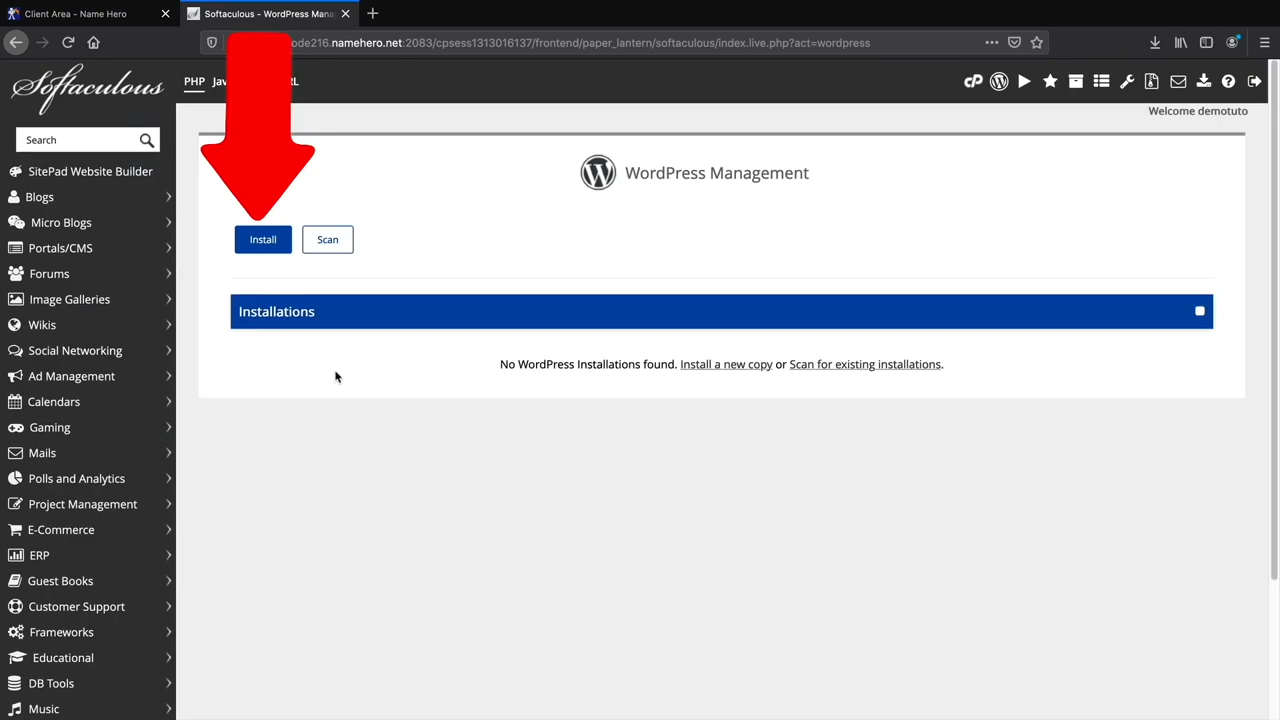 Client Area - Name Hero
Softaculous - WordPress Mana
ode216.namehero.net:2083/cpsess1313016137/frontend/paper_lantern/softaculous/index.live.php?act=wordpress
Softaculous
PHP
RL
Welcome demotuto
Search
SitePad Website Builder
Blogs
Micro Blogs
Portals/CMS
Forums
Image Galleries
Wikis
Social Networking
Ad Management
Calendars
Gaming
Mails
Polls and Analytics
Project Management
E-Commerce
ERP
Guest Books
Customer Support
Frameworks
Educational
DB Tools
Music
WordPress Management
Install Scan
Installations
No WordPress Installations found. Install a new copy or Scan for existing installations.